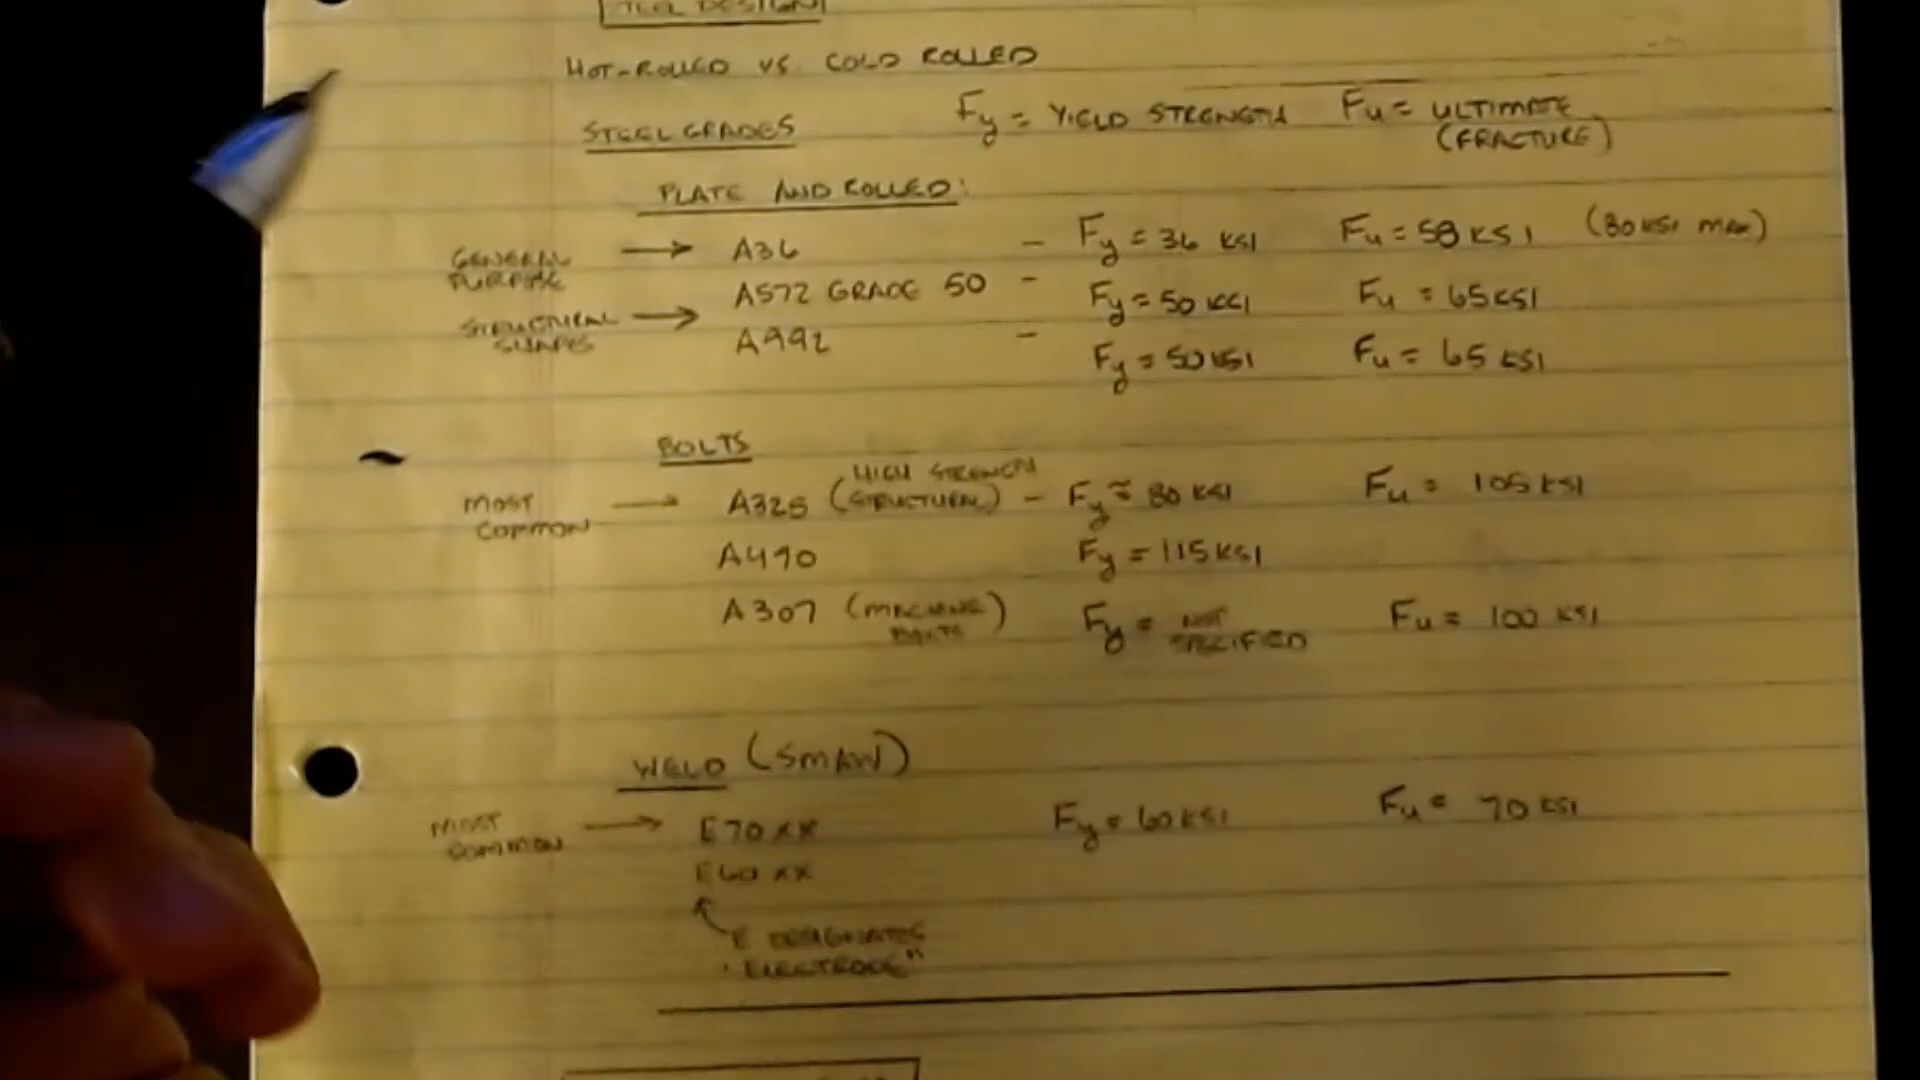 STEEL DESIGN
HOT-ROLLED VS COLD ROLLED
STEEL GRADES Fy = YIELD STRENGTH Fu = ULTIMATE (FRACTURE)
PLATE AND ROLLED:
GENERAL PURPOSE → A36 - Fy = 36 KSI Fu = 58 KSI (80 KSI MAX)
A572 GRADE 50 - Fy = 50 KSI Fu = 65 KSI
STRUCTURAL SHAPES → A992 - Fy = 50 KSI Fu = 65 KSI
BOLTS
MOST COMMON → A325 (HIGH STRENGTH STRUCTURAL) - Fy ≈ 80 KSI Fu = 105 KSI
A490 Fy = 115 KSI
A307 (MACHINE BOLTS) Fy = NOT SPECIFIED Fu = 100 KSI
WELD (SMAW)
MOST COMMON → E70XX Fy = 60 KSI Fu = 70 KSI
E60XX
E DESIGNATES
"ELECTRODE"